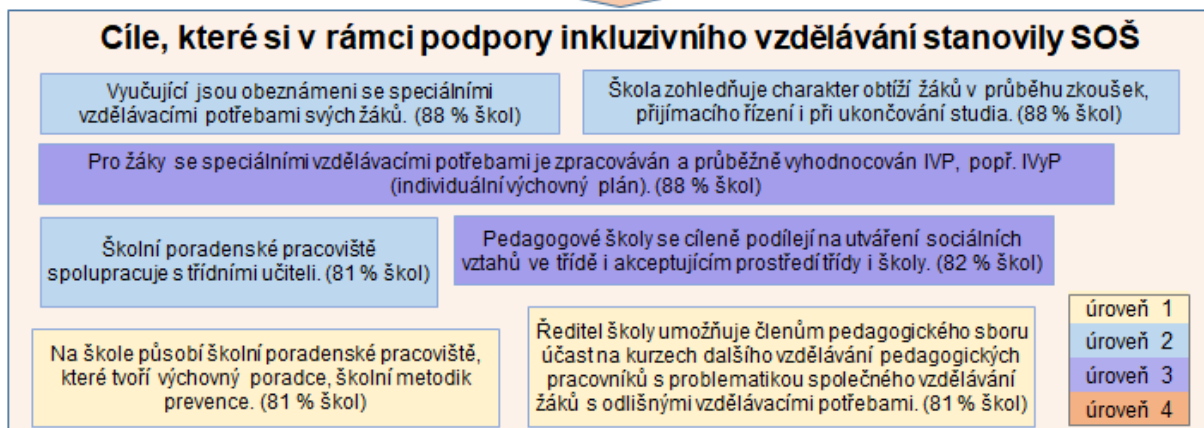 Cíle, které si v rámci podpory inkluzivního vzdělávání stanovily SOŠ
Vyučující jsou obeznámeni se speciálními
vzdělávacími potřebami svých žáků. (88 % škol)
Škola zohledňuje charakter obtíží žáků v průběhu zkoušek,
přijímacího řízení i při ukončování studia. (88 % škol)
Pro žáky se speciálními vzdělávacími potřebami je zpracováván a průběžně vyhodnocován IVP, popř. IVyP
(individuální výchovný plán). (88 % škol)
Školní poradenské pracoviště
spolupracuje s třídními učiteli. (81 % škol)
Pedagogové školy se cíleně podílejí na utváření sociálních
vztahů ve třídě i akceptujícím prostředí třídy i školy. (82 % škol)
Na škole působí školní poradenské pracoviště,
které tvoří výchovný poradce, školní metodik
prevence. (81 % škol)
Ředitel školy umožňuje členům pedagogického sboru
účast na kurzech dalšího vzdělávání pedagogických
pracovníků s problematikou společného vzdělávání
žáků s odlišnými vzdělávacími potřebami. (81 % škol)
úroveň 1
úroveň 2
úroveň 3
úroveň 4